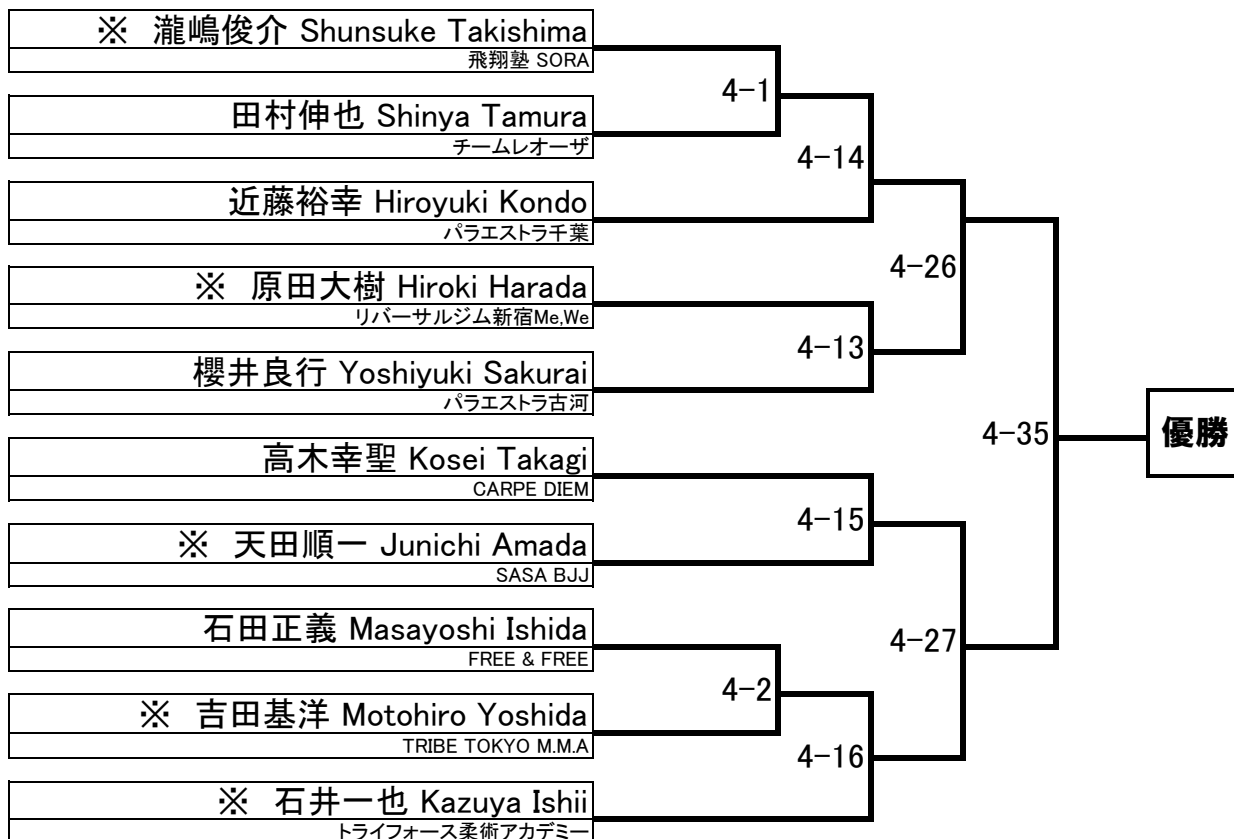 ※ 瀧嶋俊介 Shunsuke Takishima
飛翔塾 SORA
4-1
田村伸也 Shinya Tamura
チームレオーザ
4-14
近藤裕幸 Hiroyuki Kondo
パラエストラ千葉
4-26
※ 原田大樹 Hiroki Harada
リバーサルジム新宿Me,We
4-13
櫻井良行 Yoshiyuki Sakurai
パラエストラ古河
4-35
優勝
高木幸聖 Kosei Takagi
CARPE DIEM
4-15
※ 天田順一 Junichi Amada
SASA BJJ
石田正義 Masayoshi Ishida
FREE & FREE
4-27
4-2
※ 吉田基洋 Motohiro Yoshida
TRIBE TOKYO M.M.A
4-16
※ 石井一也 Kazuya Ishii
トライフォース柔術アカデミー